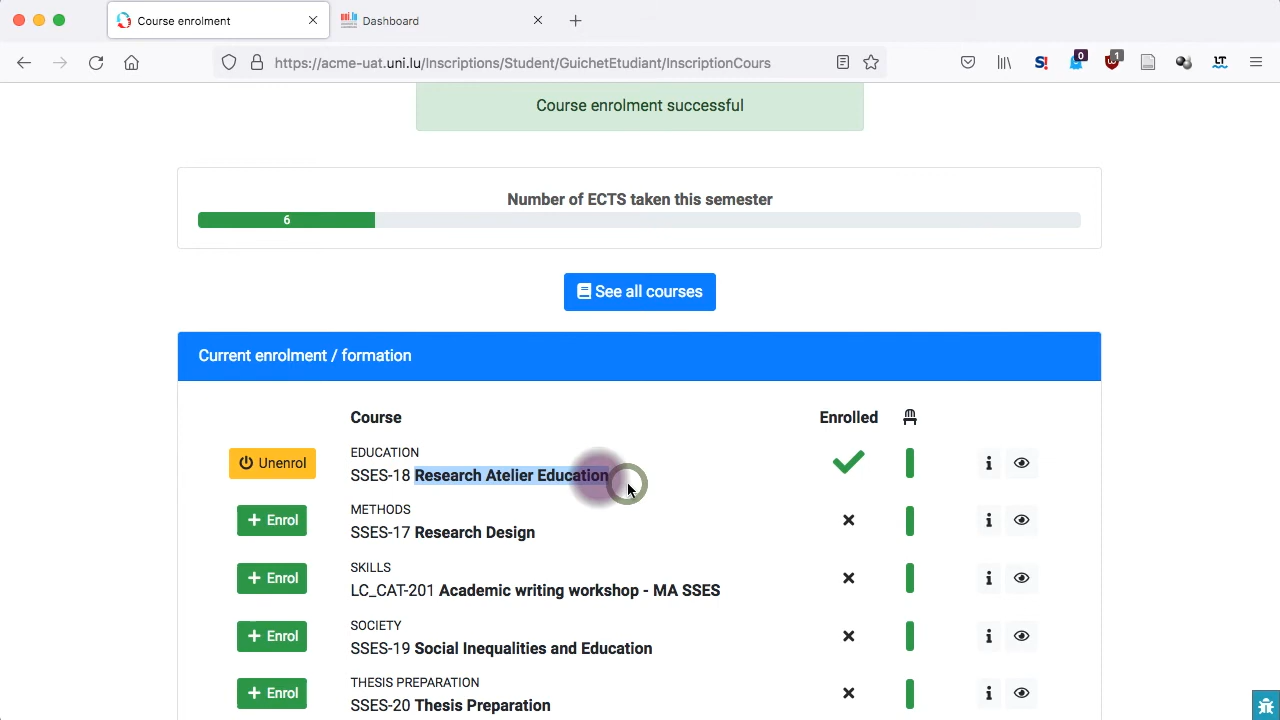 Course enrolment
Dashboard
https://acme-uat.uni.lu/Inscriptions/Student/GuichetEtudiant/InscriptionCours
S!
0
1
LT
Course enrolment successful
Number of ECTS taken this semester
6
See all courses
Current enrolment / formation
Course Enrolled
EDUCATION
Unenrol SSES-18 Research Atelier Education
METHODS
Enrol SSES-17 Research Design
SKILLS
Enrol LC_CAT-201 Academic writing workshop - MA SSES
SOCIETY
Enrol SSES-19 Social Inequalities and Education
THESIS PREPARATION
Enrol SSES-20 Thesis Preparation